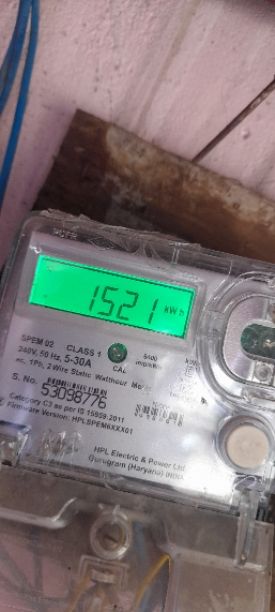 1521 kWh
SPEM 02 CLASS 1
240V, 50 Hz, 5-30A CAL
ac, 1Ph, 2 Wire Static Watthour
S. No. 53098776
Category C3 as per IS 15959:2011
Firmware Version: HPLSPEM6XXX01
HPL Electric & Power Ltd
Gurugram (Haryana) INDIA